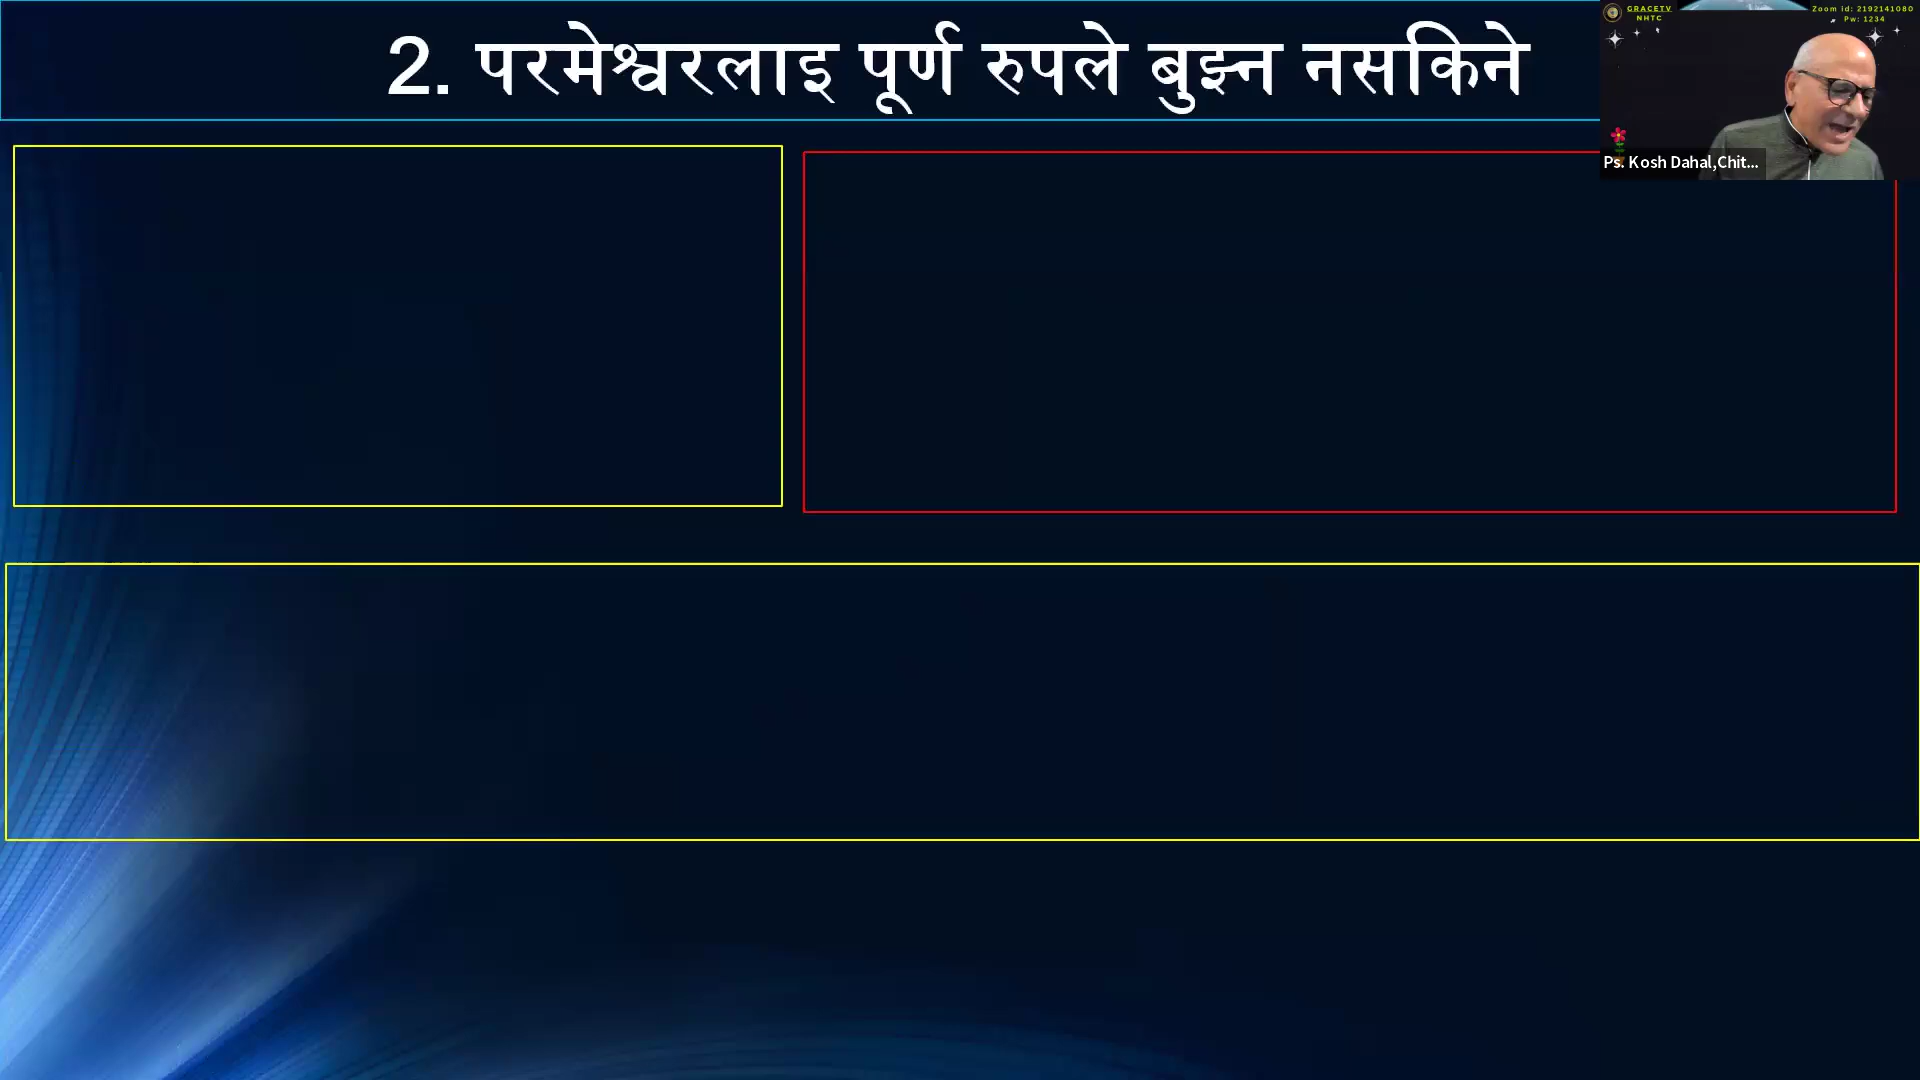 2. परमेश्वरलाइ पूर्ण रुपले बुझ्न नसकिने
GRACETV
NHTC
Zoom id: 2192141080
Pw: 1234
Ps. Kosh Dahal,Chit...